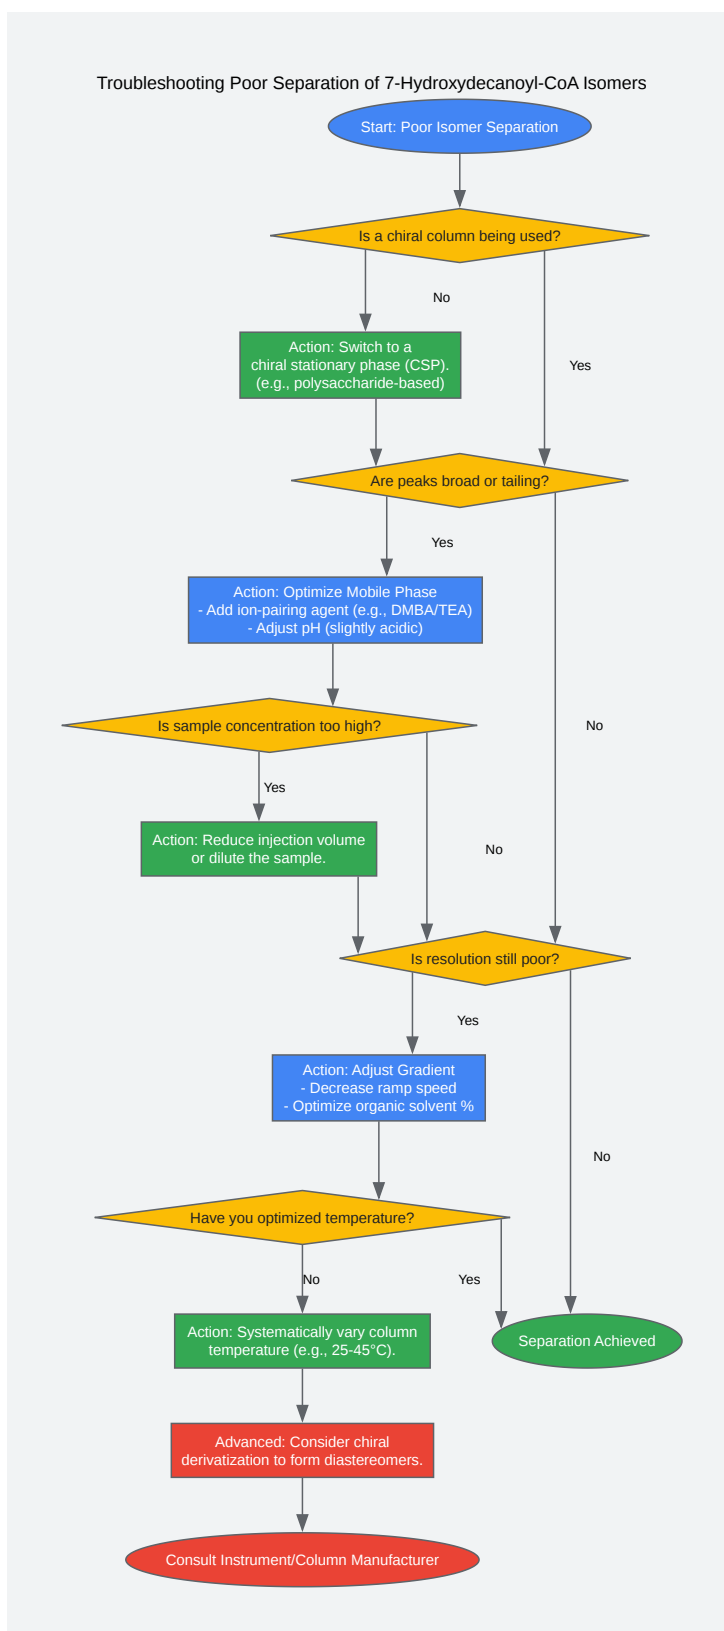 Troubleshooting Poor Separation of 7-Hydroxydecanoyl-CoA Isomers
Start: Poor Isomer Separation
Is a chiral column being used?
No
Yes
Action: Switch to a
chiral stationary phase (CSP).
(e.g., polysaccharide-based)
Are peaks broad or tailing?
Yes
No
Action: Optimize Mobile Phase
- Add ion-pairing agent (e.g., DMBA/TEA)
- Adjust pH (slightly acidic)
Is sample concentration too high?
Yes
No
Action: Reduce injection volume
or dilute the sample.
Is resolution still poor?
Yes
No
Action: Adjust Gradient
- Decrease ramp speed
- Optimize organic solvent %
Have you optimized temperature?
No
Yes
Action: Systematically vary column
temperature (e.g., 25-45°C).
Separation Achieved
Advanced: Consider chiral
derivatization to form diastereomers.
Consult Instrument/Column Manufacturer